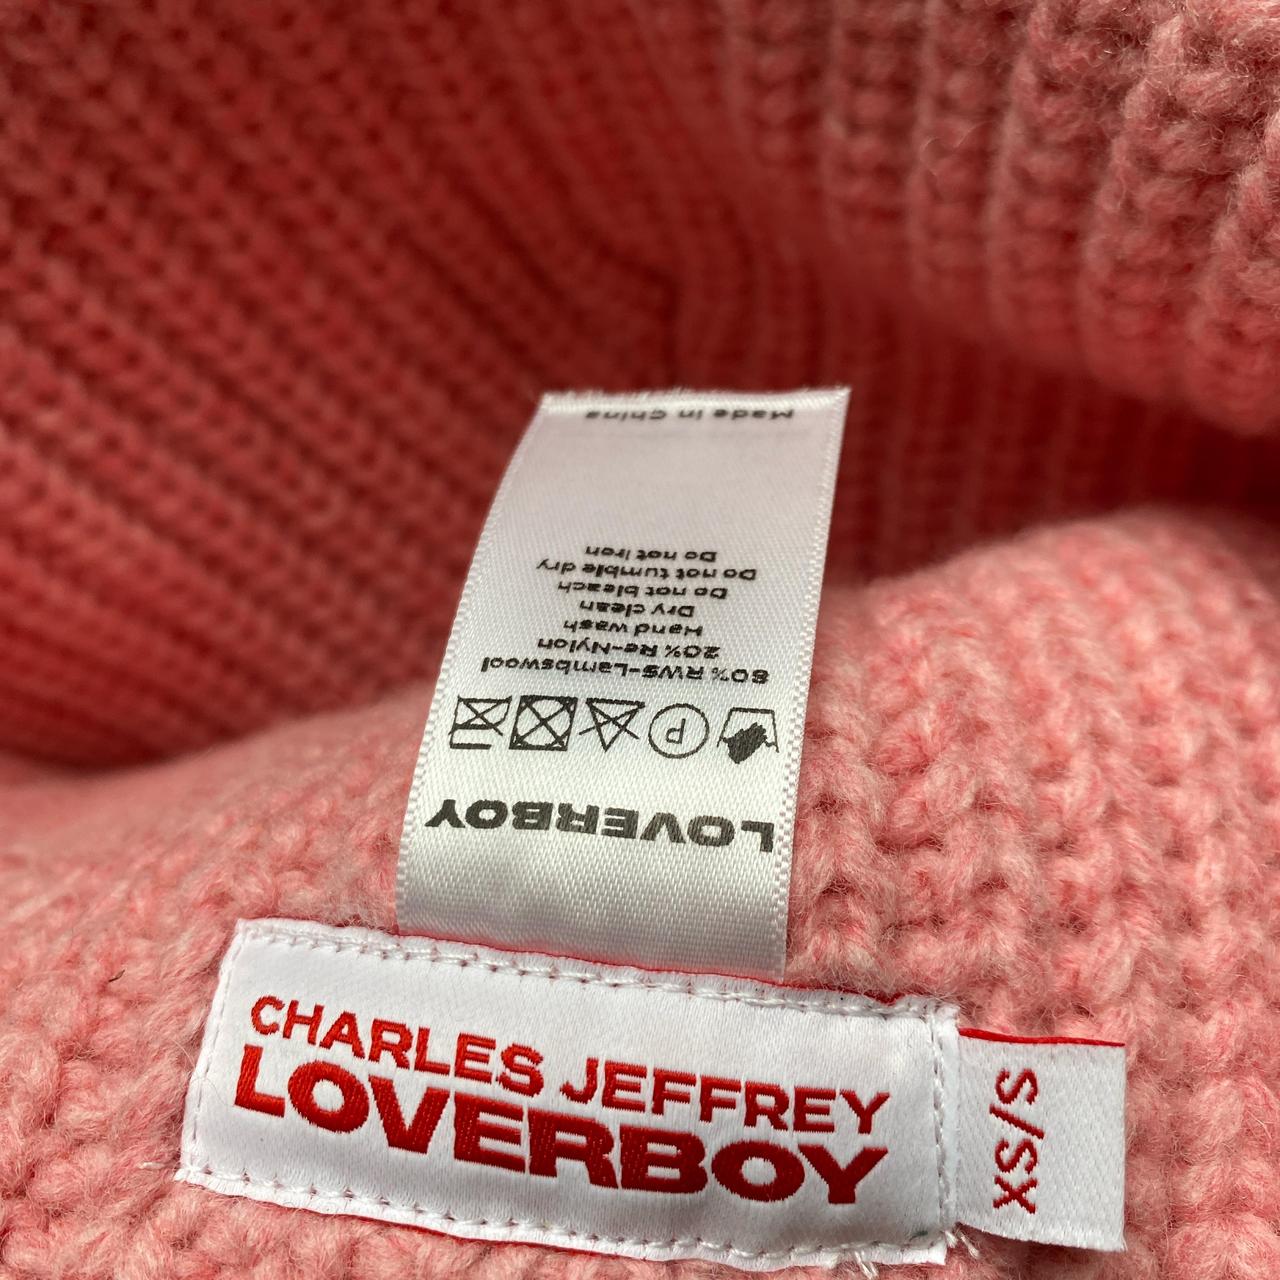 LOVERBOY
80% RWS-Lambswool
20% Re-Nylon
Hand wash
Dry clean
Do not bleach
Do not tumble dry
Do not iron
Made in China
CHARLES JEFFREY
LOVERBOY
XS/S
P